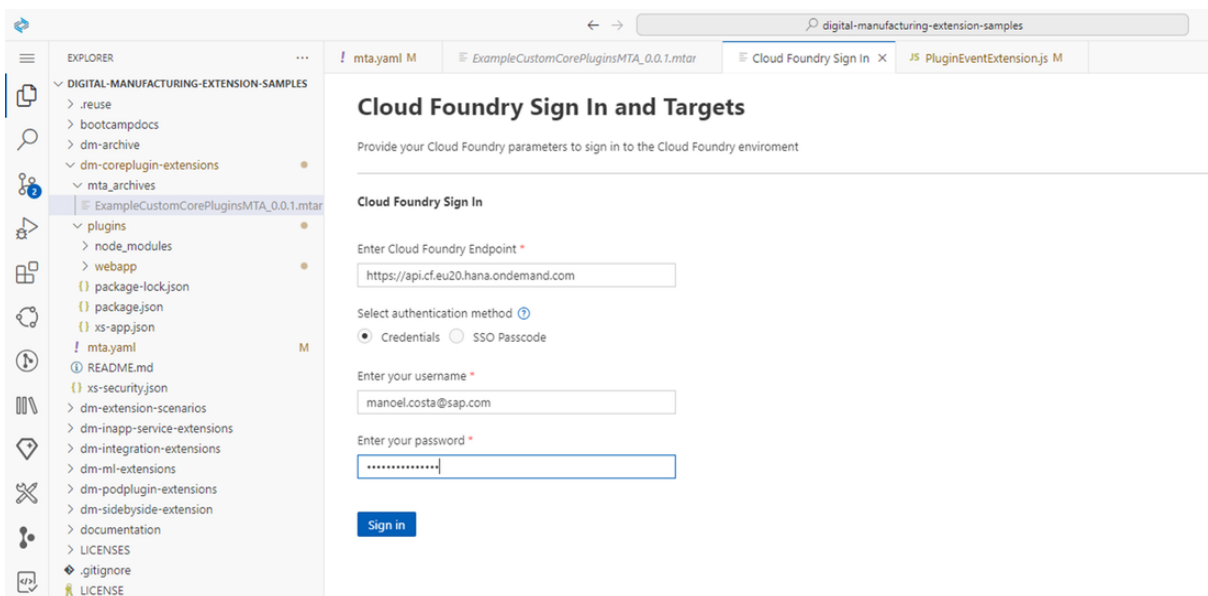 digital-manufacturing-extension-samples
EXPLORER
mta.yaml M
ExampleCustomCorePluginsMTA_0.0.1.mtar
Cloud Foundry Sign In
JS PluginEventExtension.js M
DIGITAL-MANUFACTURING-EXTENSION-SAMPLES
.reuse
bootcampdocs
dm-archive
dm-coreplugin-extensions
mta_archives
ExampleCustomCorePluginsMTA_0.0.1.mtar
plugins
node_modules
webapp
package-lock.json
package.json
xs-app.json
mta.yaml M
README.md
xs-security.json
dm-extension-scenarios
dm-inapp-service-extensions
dm-integration-extensions
dm-ml-extensions
dm-podplugin-extensions
dm-sidebyside-extension
documentation
LICENSES
.gitignore
LICENSE
2
Cloud Foundry Sign In and Targets
Provide your Cloud Foundry parameters to sign in to the Cloud Foundry enviroment
Cloud Foundry Sign In
Enter Cloud Foundry Endpoint *
https://api.cf.eu20.hana.ondemand.com
Select authentication method
Credentials SSO Passcode
Enter your username *
manoel.costa@sap.com
Enter your password *
Sign in